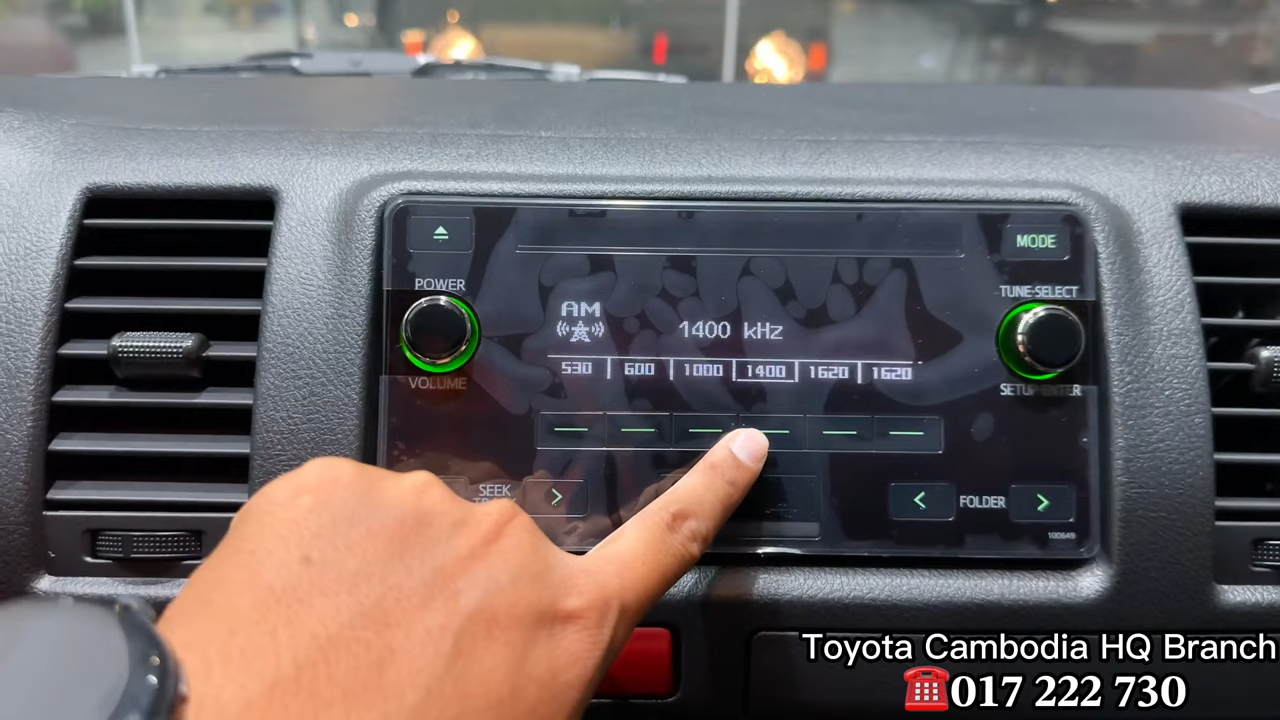 MODE
POWER
TUNE·SELECT
AM
1400 kHz
530 600 1000 1400 1620 1620
VOLUME
SETUP·ENTER
SEEK
FOLDER
100649
Toyota Cambodia HQ Branch
☎️017 222 730